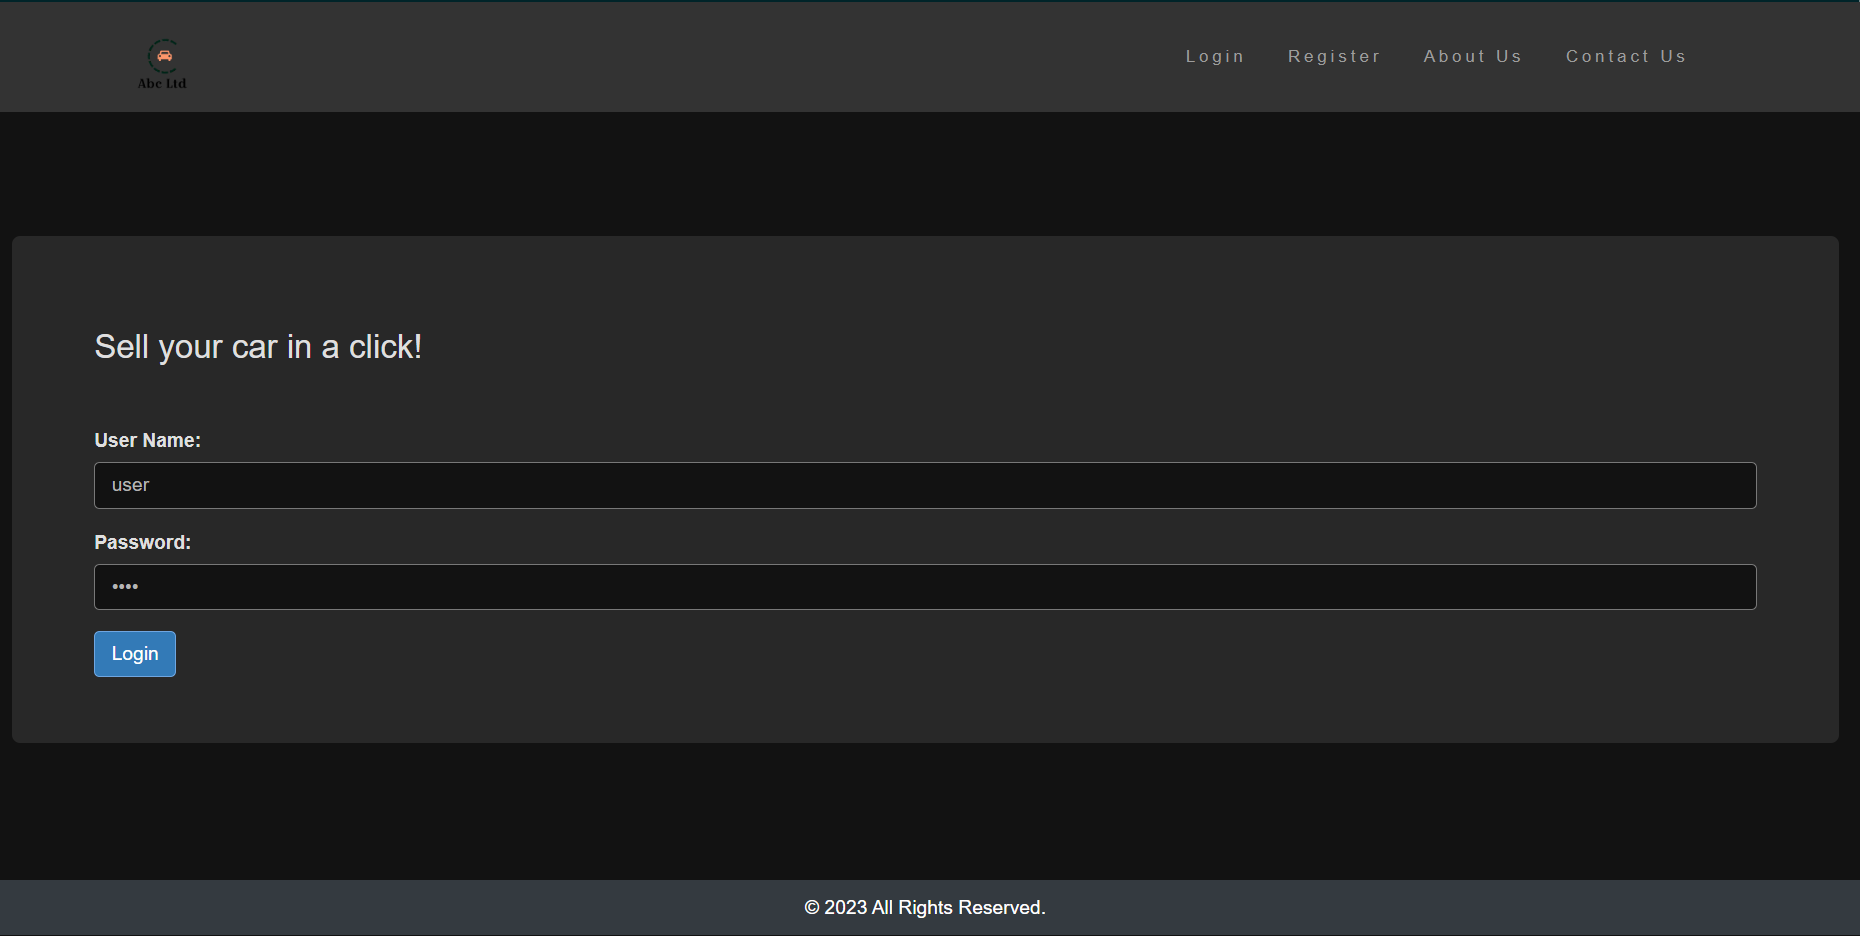 Abc Ltd
Login Register About Us Contact Us
Sell your car in a click!
User Name:
user
Password:
••••
Login
© 2023 All Rights Reserved.